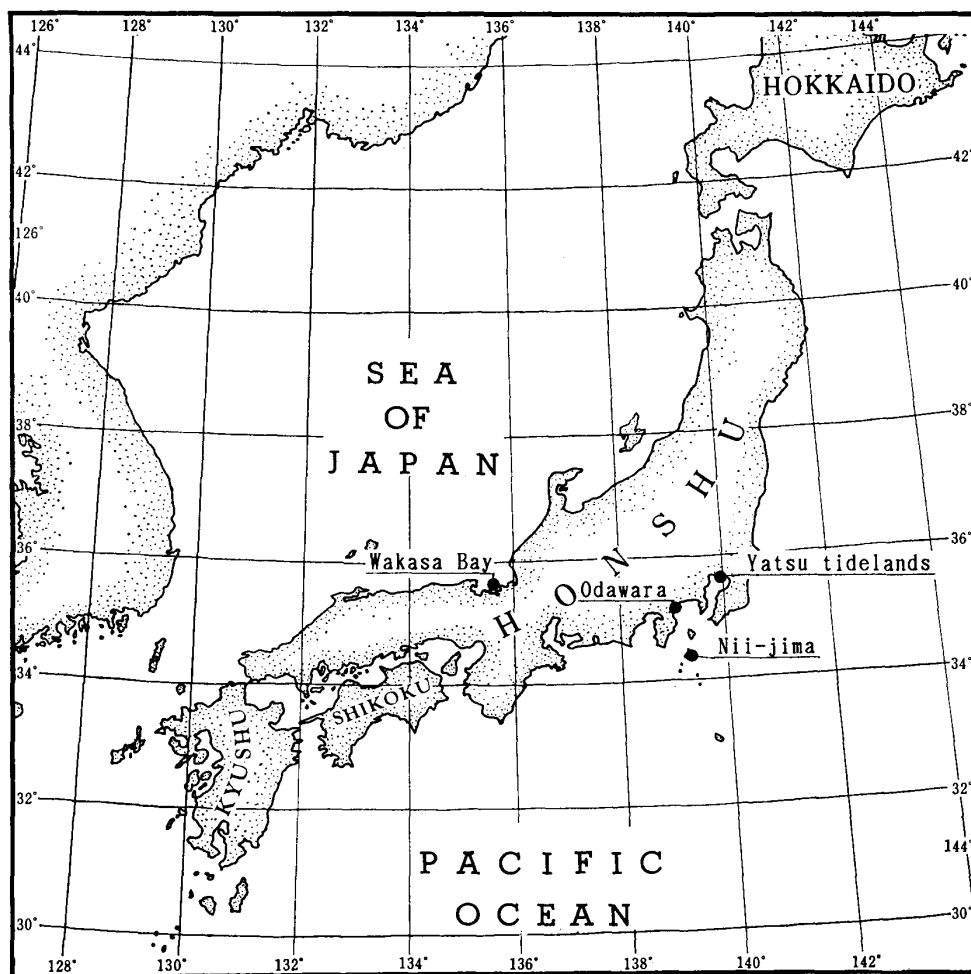 126° 128° 130° 132° 134° 136° 138° 140° 142° 144°
44°
44°
HOKKAIDO
42°
42°
126°
40°
40°
SEA
OF
JAPAN
38°
38°
HONSHU
36°
36°
Wakasa Bay
Yatsu tidelands
Odawara
Nii-jima
34°
34°
SHIKOKU
KYUSHU
32°
32°
144°
PACIFIC
OCEAN
30°
30°
128° 130° 132° 134° 136° 138° 140° 142°